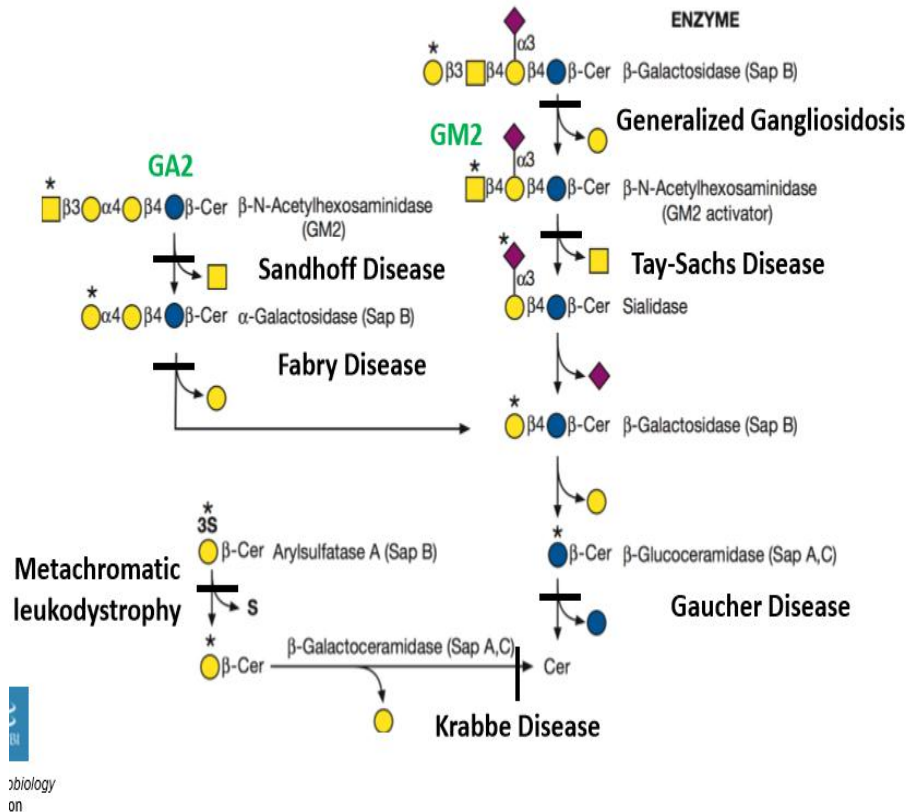 ENZYME
α3
*
β3 β4 β4 β-Cer β-Galactosidase (Sap B)
Generalized Gangliosidosis
GM2
α3
*
β4 β4 β-Cer β-N-Acetylhexosaminidase
(GM2 activator)
Tay-Sachs Disease
GA2
*
β3 α4 β4 β-Cer β-N-Acetylhexosaminidase
(GM2)
Sandhoff Disease
*
α3
β4 β-Cer Sialidase
*
α4 β4 β-Cer α-Galactosidase (Sap B)
Fabry Disease
*
β4 β-Cer β-Galactosidase (Sap B)
*
3S
β-Cer Arylsulfatase A (Sap B)
Metachromatic
leukodystrophy
S
*
β-Cer β-Glucoceramidase (Sap A,C)
Gaucher Disease
*
β-Cer
β-Galactoceramidase (Sap A,C)
Cer
Krabbe Disease
obiology
on